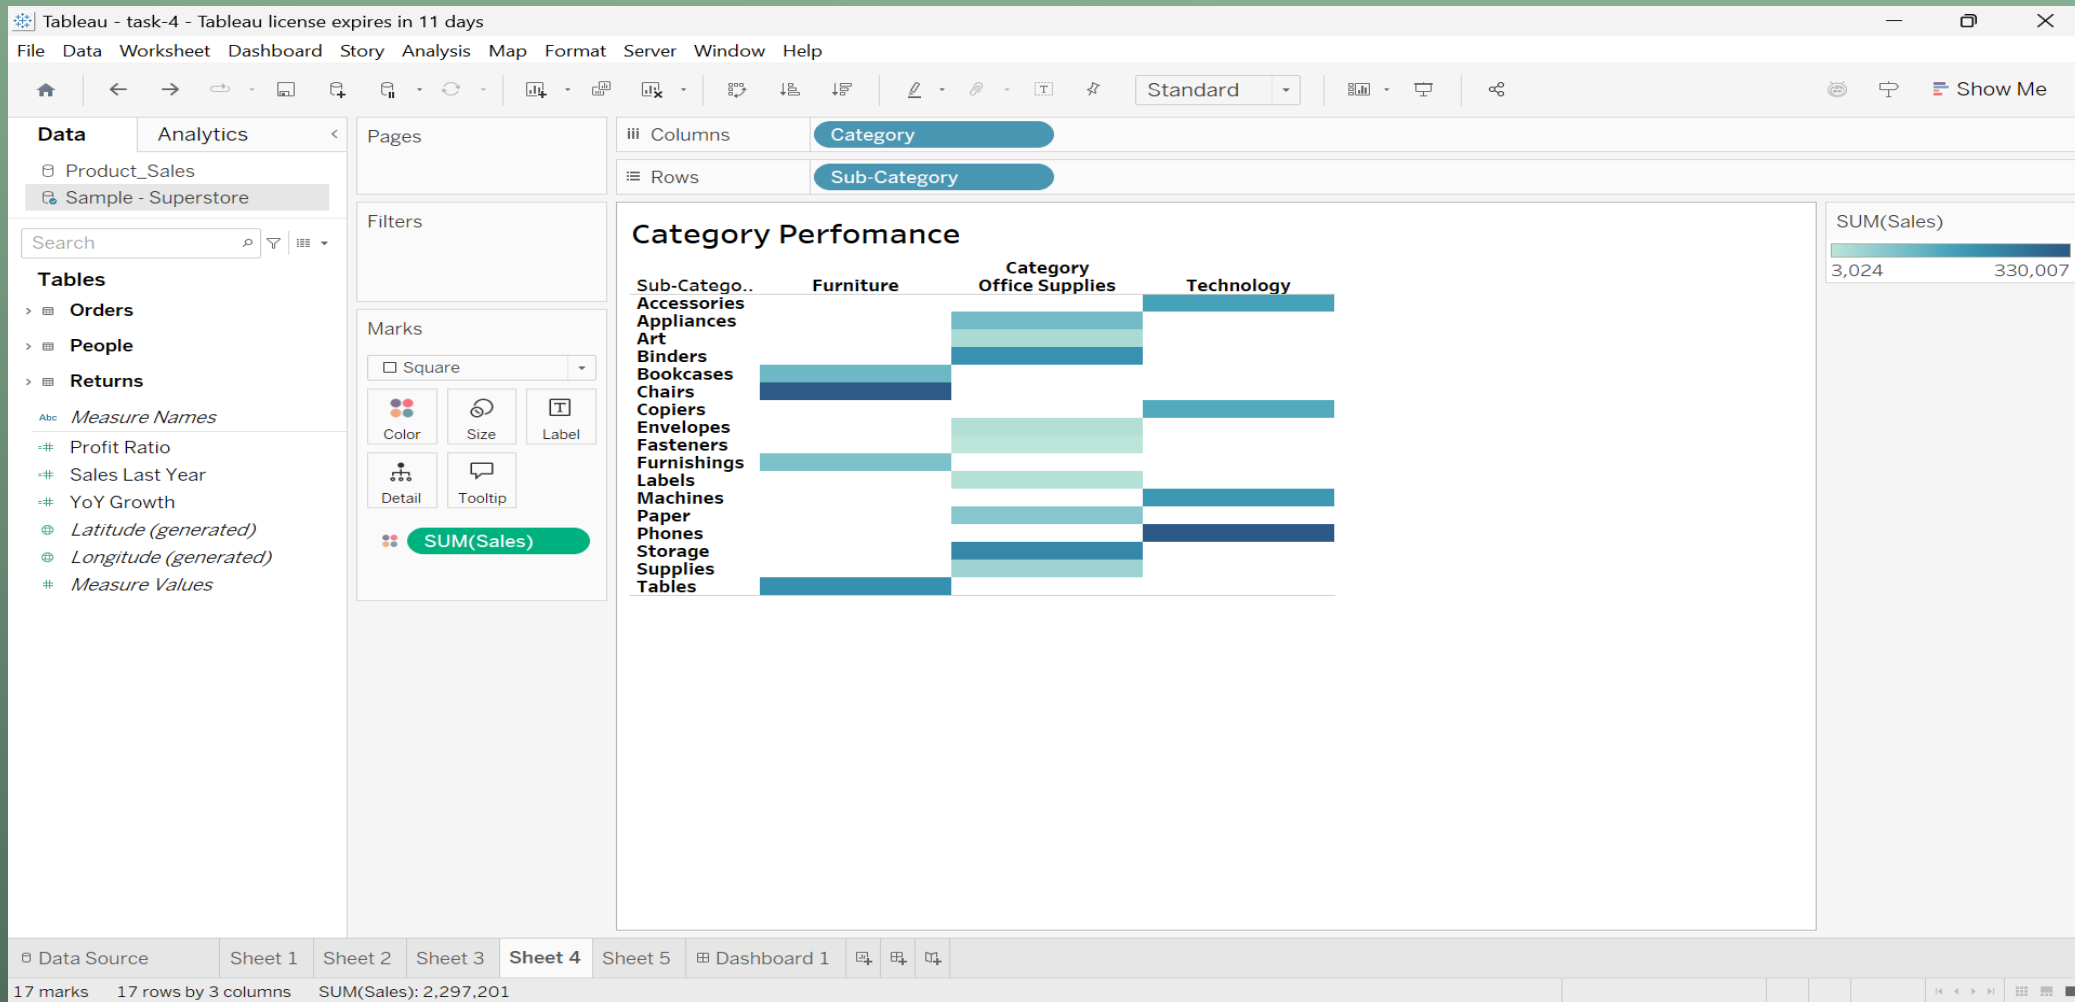 Tableau - task-4 - Tableau license expires in 11 days
File Data Worksheet Dashboard Story Analysis Map Format Server Window Help
Standard
Show Me
Data Analytics
Product_Sales
Sample - Superstore
Search
Tables
Orders
People
Returns
Abc Measure Names
Profit Ratio
Sales Last Year
YoY Growth
Latitude (generated)
Longitude (generated)
Measure Values
Pages
Filters
Marks
Square
Color Size Label
Detail Tooltip
SUM(Sales)
Columns Category
Rows Sub-Category
Category Perfomance
Category
Sub-Catego.. Furniture Office Supplies Technology
Accessories
Appliances
Art
Binders
Bookcases
Chairs
Copiers
Envelopes
Fasteners
Furnishings
Labels
Machines
Paper
Phones
Storage
Supplies
Tables
SUM(Sales)
3,024 330,007
Data Source Sheet 1 Sheet 2 Sheet 3 Sheet 4 Sheet 5 Dashboard 1
17 marks 17 rows by 3 columns SUM(Sales): 2,297,201